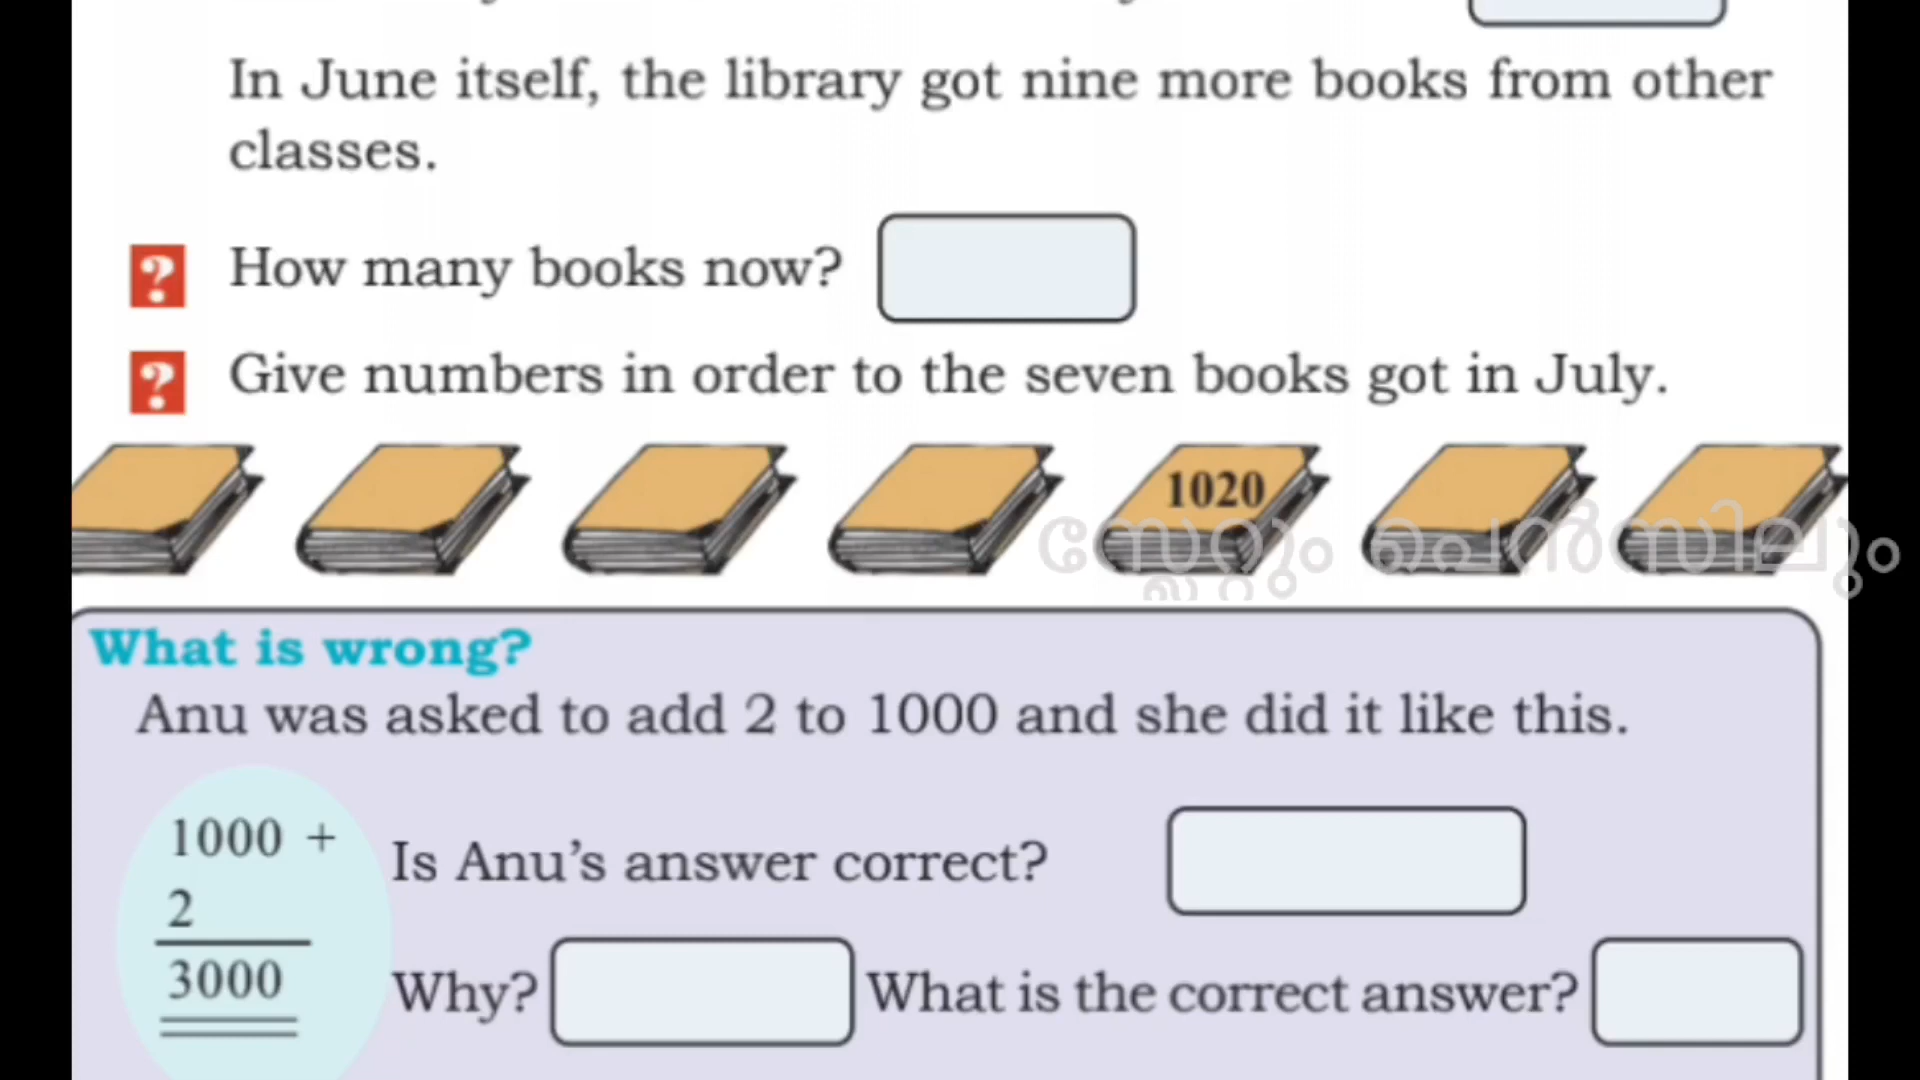 In June itself, the library got nine more books from other
classes.
? How many books now?
? Give numbers in order to the seven books got in July.
1020
സ്ലേറ്റും പെൻസിലും
What is wrong?
Anu was asked to add 2 to 1000 and she did it like this.
1000 +
2
3000
Is Anu’s answer correct?
Why?
What is the correct answer?